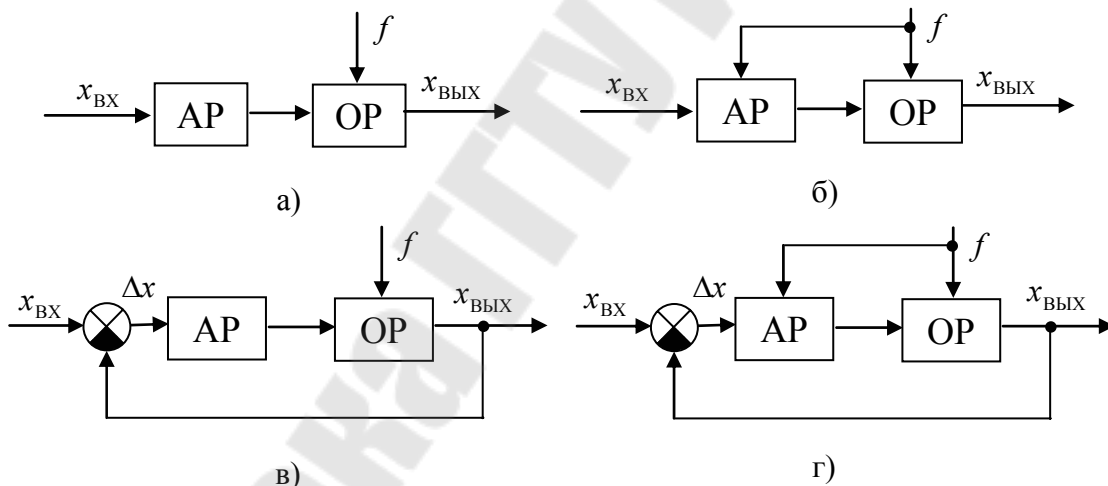 f
x_ВХ АР ОР x_ВЫХ
а)
f
x_ВХ АР ОР x_ВЫХ
б)
f
x_ВХ Δx АР ОР x_ВЫХ
в)
f
x_ВХ Δx АР ОР x_ВЫХ
г)